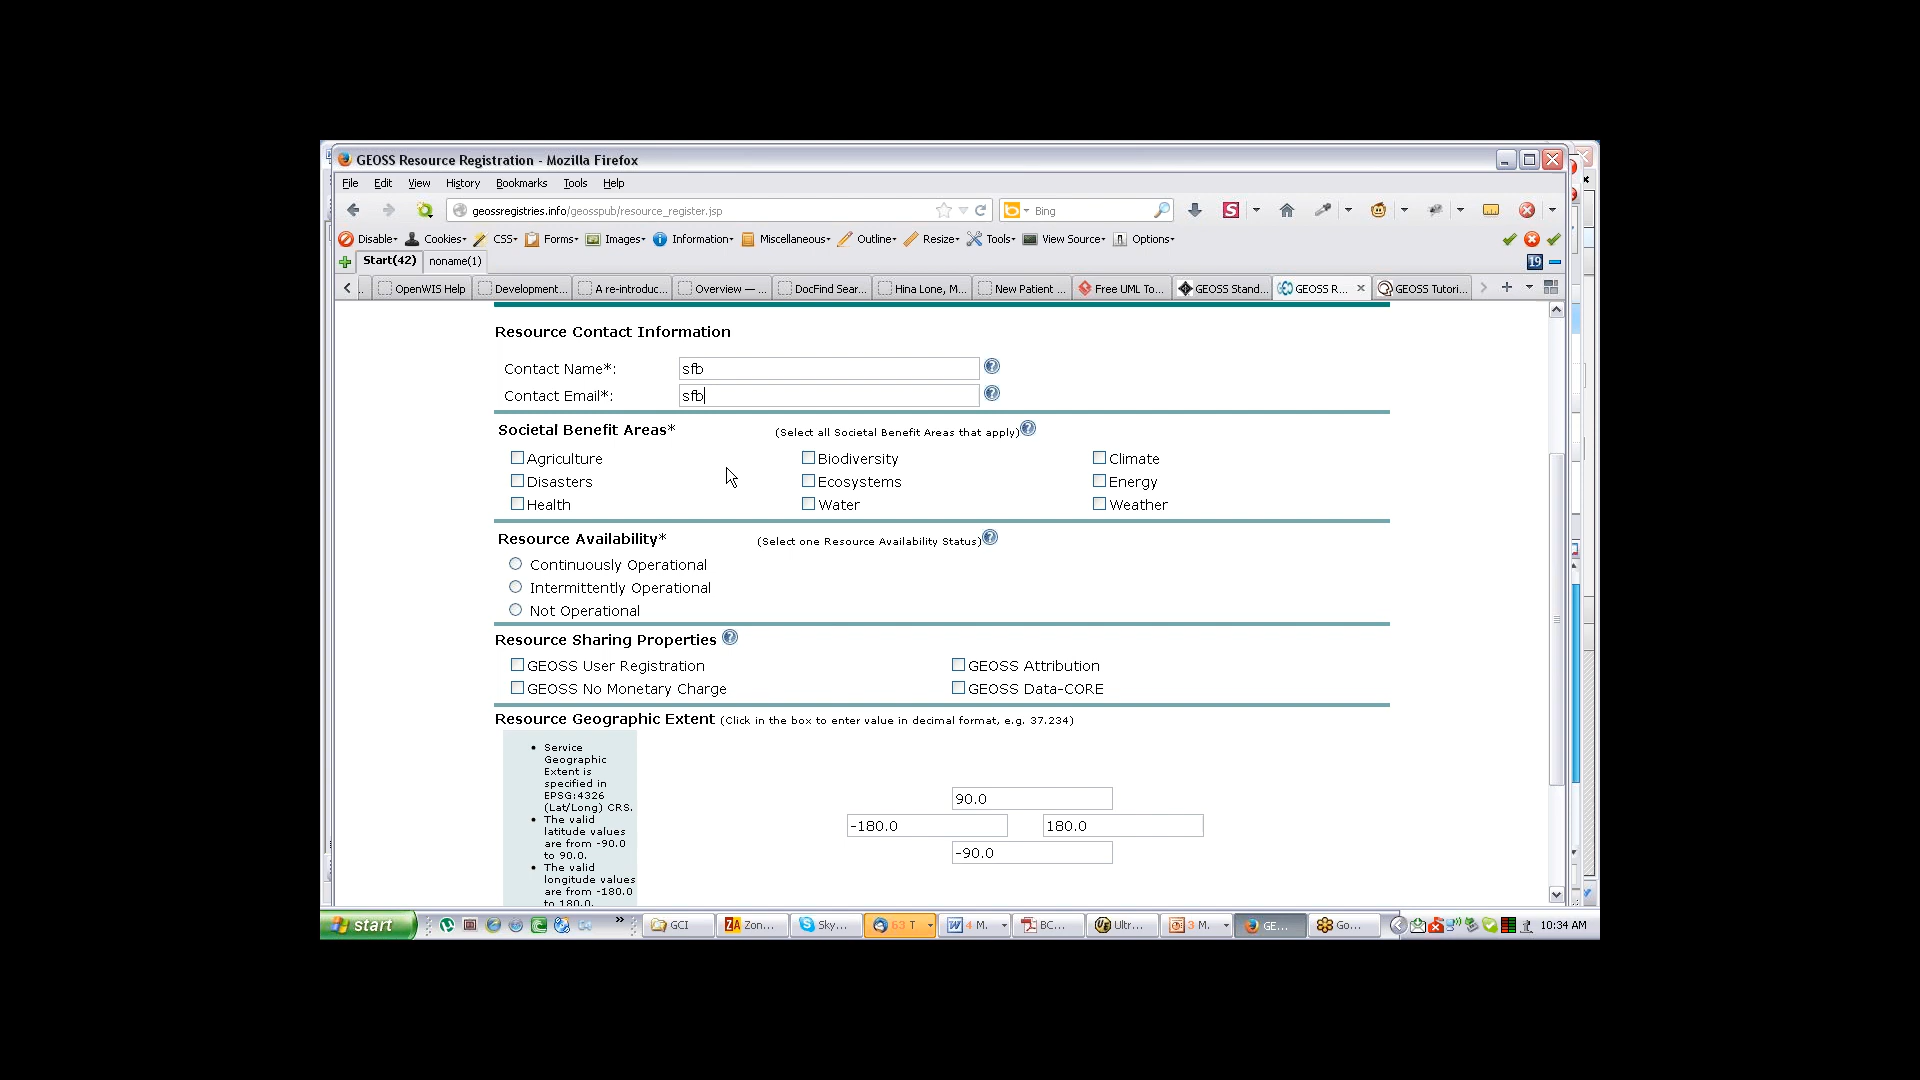 GEOSS Resource Registration - Mozilla Firefox
File Edit View History Bookmarks Tools Help
geossregistries.info/geosspub/resource_register.jsp Bing
Disable Cookies CSS Forms Images Information Miscellaneous Outline Resize Tools View Source Options
Start(42) noname(1) 19
OpenWIS Help Development... A re-introduc... Overview — ... DocFind Sear... Hina Lone, M... New Patient ... Free UML To... GEOSS Stand... GEOSS R... GEOSS Tutori...
Resource Contact Information
Contact Name*: sfb
Contact Email*: sfb
Societal Benefit Areas* (Select all Societal Benefit Areas that apply)
Agriculture Biodiversity Climate
Disasters Ecosystems Energy
Health Water Weather
Resource Availability* (Select one Resource Availability Status)
Continuously Operational
Intermittently Operational
Not Operational
Resource Sharing Properties
GEOSS User Registration GEOSS Attribution
GEOSS No Monetary Charge GEOSS Data-CORE
Resource Geographic Extent (Click in the box to enter value in decimal format, e.g. 37.234)
• Service
Geographic
Extent is
specified in
EPSG:4326
(Lat/Long) CRS.
• The valid
latitude values
are from -90.0
to 90.0.
• The valid
longitude values
are from -180.0
to 180.0.
90.0
-180.0 180.0
-90.0
start GCI Zon... Sky... 63 T 4 M. BC... Ultr... 3 M. GE... Go... 10:34 AM